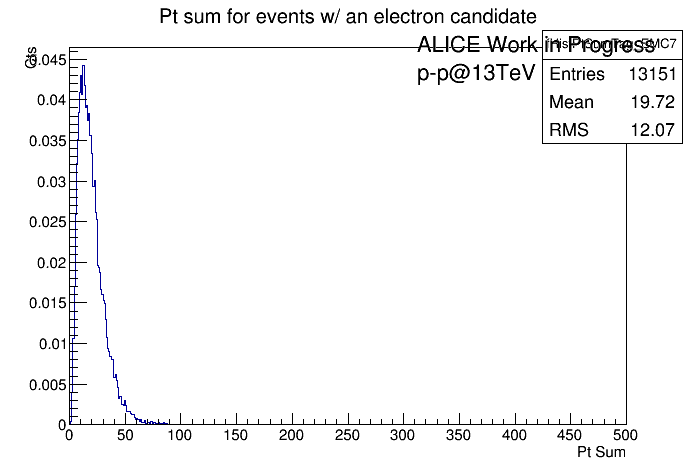 Pt sum for events w/ an electron candidate
Cts
ALICE Work in Progress
p-p@13TeV
Entries 13151
Mean 19.72
RMS 12.07
0.045
0.04
0.035
0.03
0.025
0.02
0.015
0.01
0.005
0
0 50 100 150 200 250 300 350 400 450 500
Pt Sum